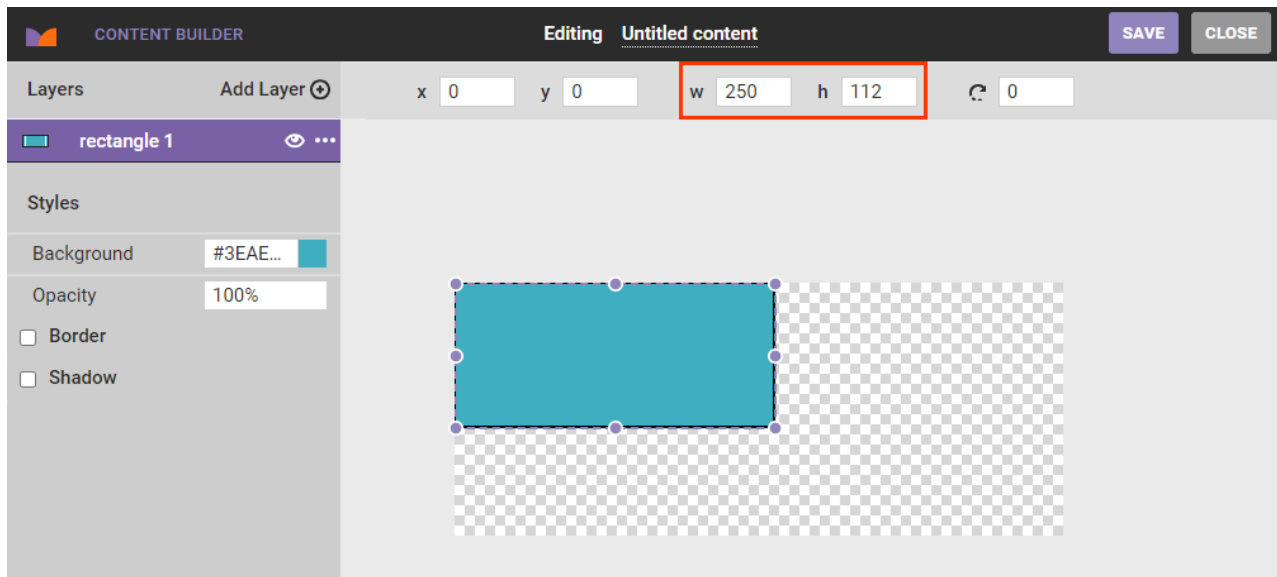 CONTENT BUILDER Editing Untitled content SAVE CLOSE
Layers Add Layer x 0 y 0 w 250 h 112 0
rectangle 1
Styles
Background #3EAE...
Opacity 100%
Border
Shadow